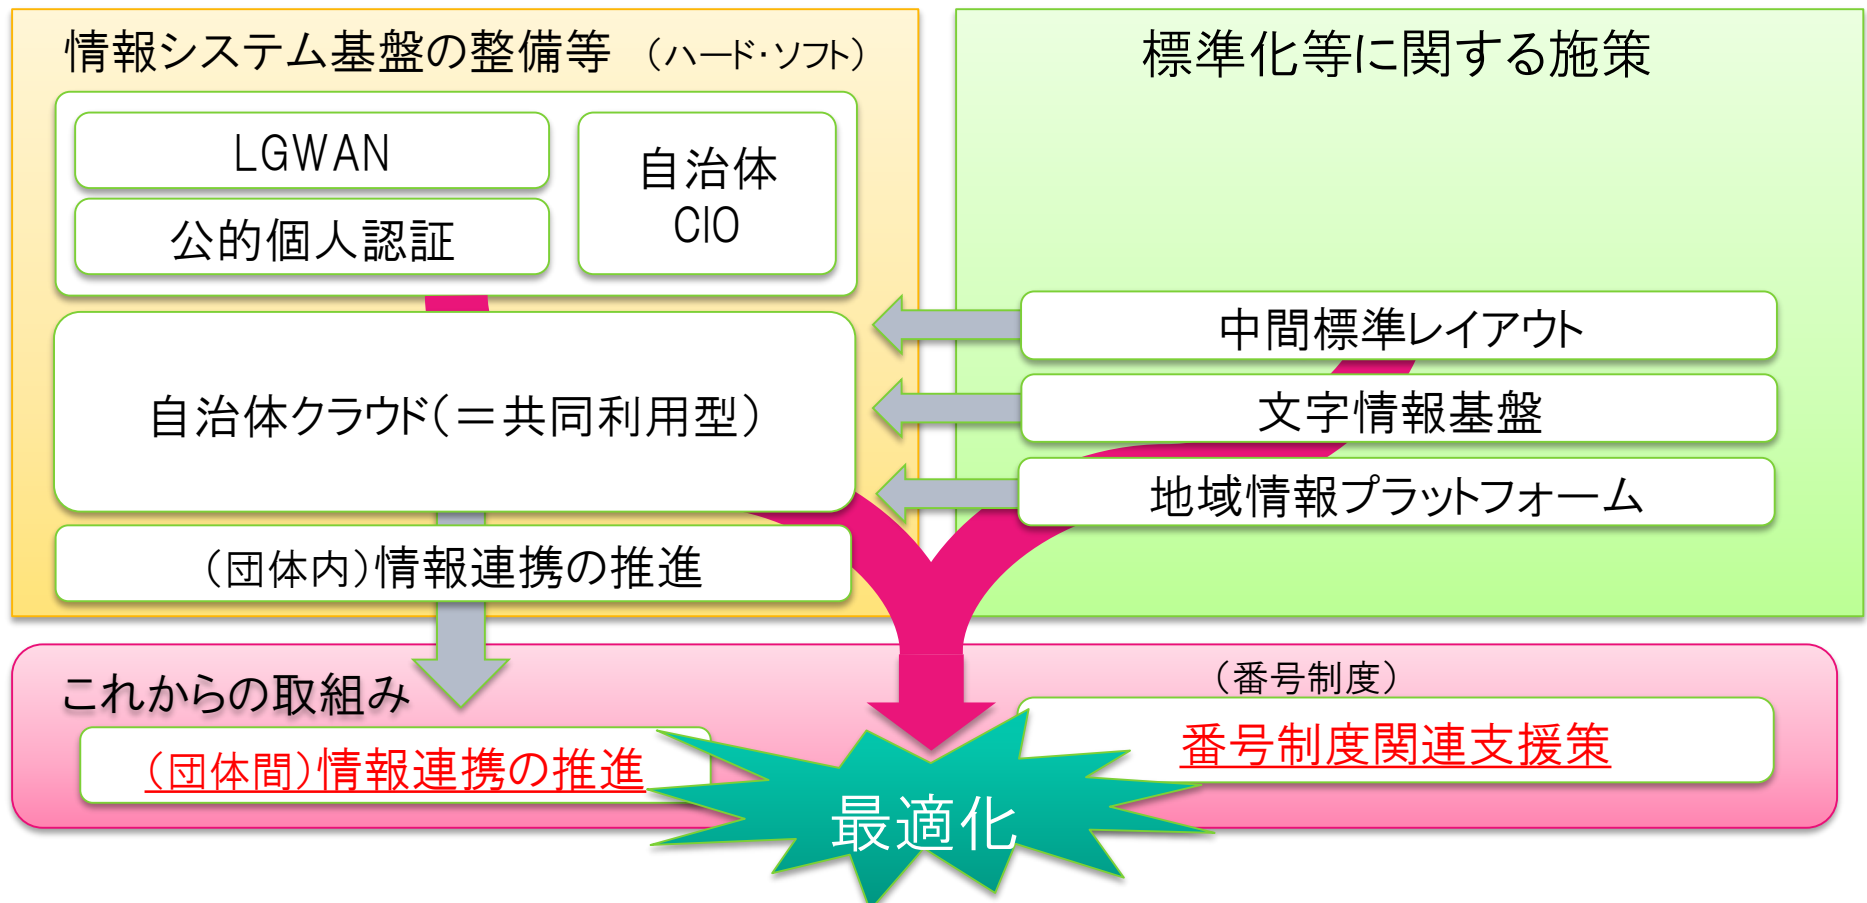 情報システム基盤の整備等 （ハード・ソフト）
LGWAN
公的個人認証
自治体
CIO
自治体クラウド（＝共同利用型）
（団体内）情報連携の推進
標準化等に関する施策
中間標準レイアウト
文字情報基盤
地域情報プラットフォーム
これからの取組み
（団体間）情報連携の推進
（番号制度）
番号制度関連支援策
最適化